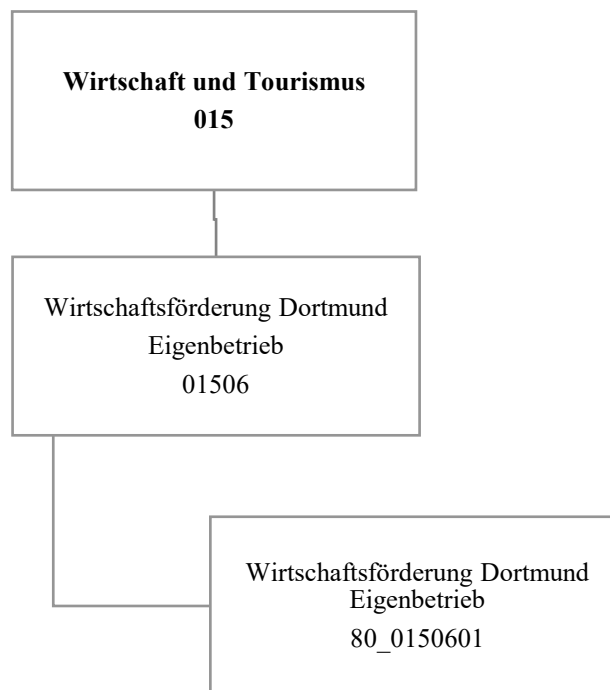 Wirtschaft und Tourismus
015
Wirtschaftsförderung Dortmund
Eigenbetrieb
01506
Wirtschaftsförderung Dortmund
Eigenbetrieb
80_0150601